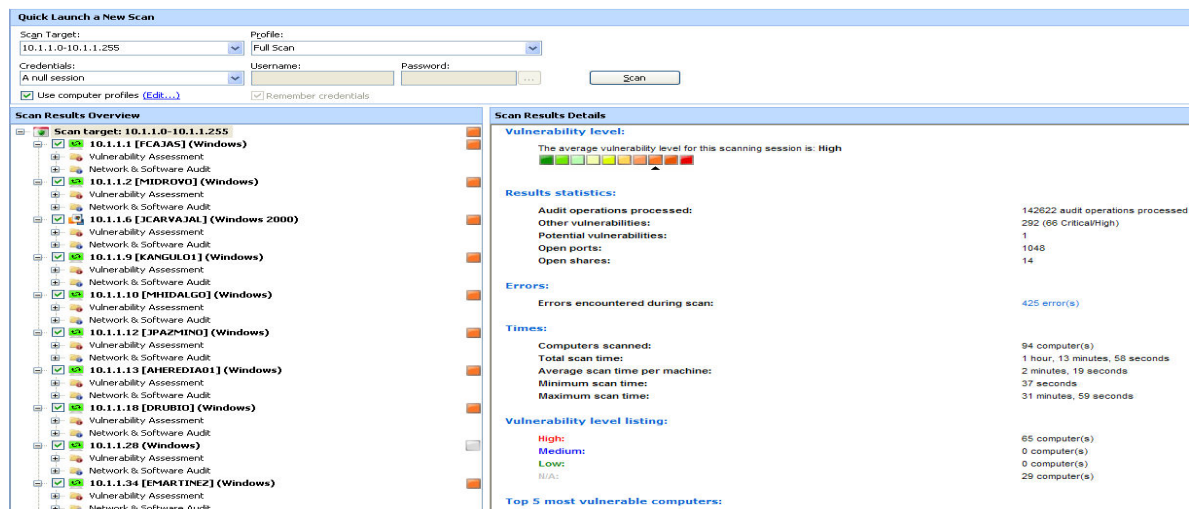 Quick Launch a New Scan
Scan Target: Profile:
10.1.1.0-10.1.1.255 Full Scan
Credentials: Username: Password:
A null session ... Scan
Use computer profiles (Edit...) Remember credentials
Scan Results Overview
Scan target: 10.1.1.0-10.1.1.255
10.1.1.1 [FCAJAS] (Windows)
Vulnerability Assessment
Network & Software Audit
10.1.1.2 [MIDROVO] (Windows)
Vulnerability Assessment
Network & Software Audit
10.1.1.6 [JCARVAJAL] (Windows 2000)
Vulnerability Assessment
Network & Software Audit
10.1.1.9 [KANGULO1] (Windows)
Vulnerability Assessment
Network & Software Audit
10.1.1.10 [MHIDALGO] (Windows)
Vulnerability Assessment
Network & Software Audit
10.1.1.12 [JPAZMINO] (Windows)
Vulnerability Assessment
Network & Software Audit
10.1.1.13 [AHEREDIA01] (Windows)
Vulnerability Assessment
Network & Software Audit
10.1.1.18 [DRUBIO] (Windows)
Vulnerability Assessment
Network & Software Audit
10.1.1.28 (Windows)
Vulnerability Assessment
Network & Software Audit
10.1.1.34 [EMARTINEZ] (Windows)
Vulnerability Assessment
Network & Software Audit
Scan Results Details
Vulnerability level:
The average vulnerability level for this scanning session is: High
Results statistics:
Audit operations processed: 142622 audit operations processed
Other vulnerabilities: 292 (66 Critical/High)
Potential vulnerabilities: 1
Open ports: 1048
Open shares: 14
Errors:
Errors encountered during scan: 425 error(s)
Times:
Computers scanned: 94 computer(s)
Total scan time: 1 hour, 13 minutes, 58 seconds
Average scan time per machine: 2 minutes, 19 seconds
Minimum scan time: 37 seconds
Maximum scan time: 31 minutes, 59 seconds
Vulnerability level listing:
High: 65 computer(s)
Medium: 0 computer(s)
Low: 0 computer(s)
N/A: 29 computer(s)
Top 5 most vulnerable computers: